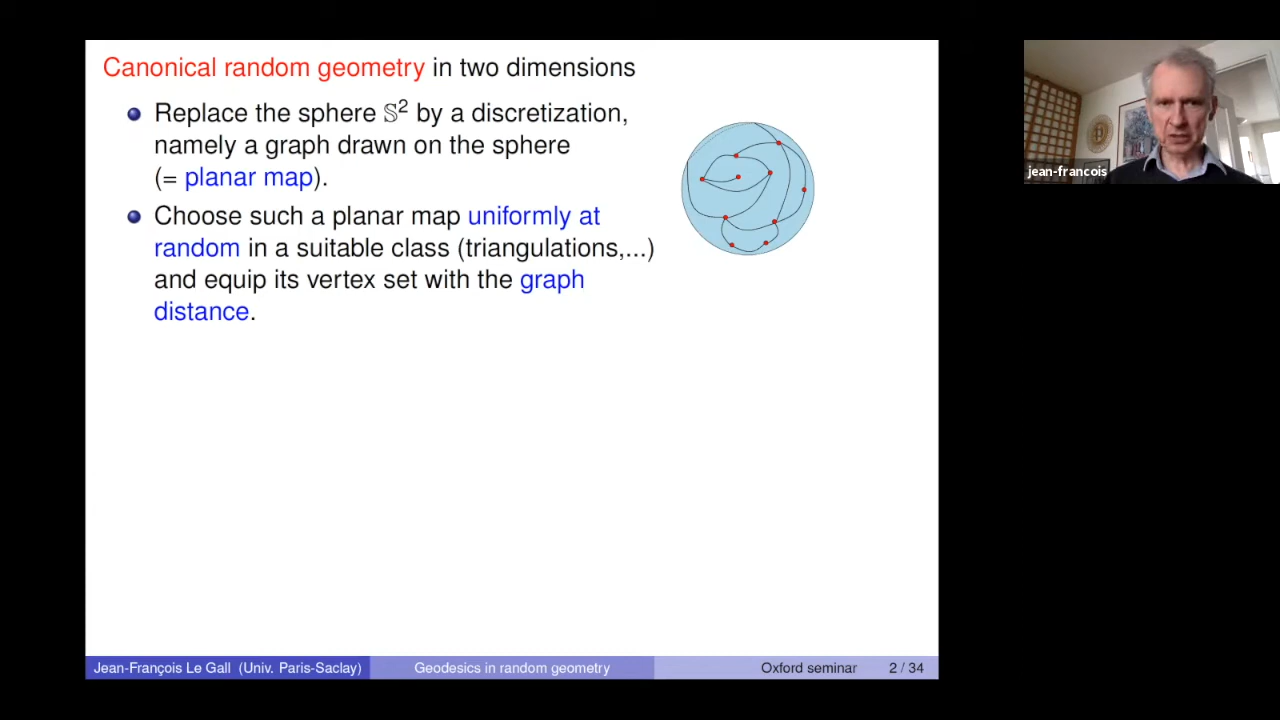 Canonical random geometry in two dimensions
Replace the sphere 𝕊² by a discretization,
namely a graph drawn on the sphere
(= planar map).
Choose such a planar map uniformly at
random in a suitable class (triangulations,...)
and equip its vertex set with the graph
distance.
jean-francois
Jean-François Le Gall (Univ. Paris-Saclay) Geodesics in random geometry Oxford seminar 2 / 34